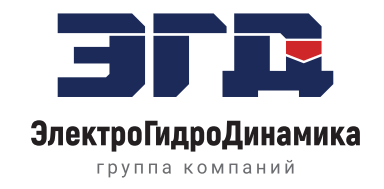 ЭГД
ЭлектроГидроДинамика
группа компаний